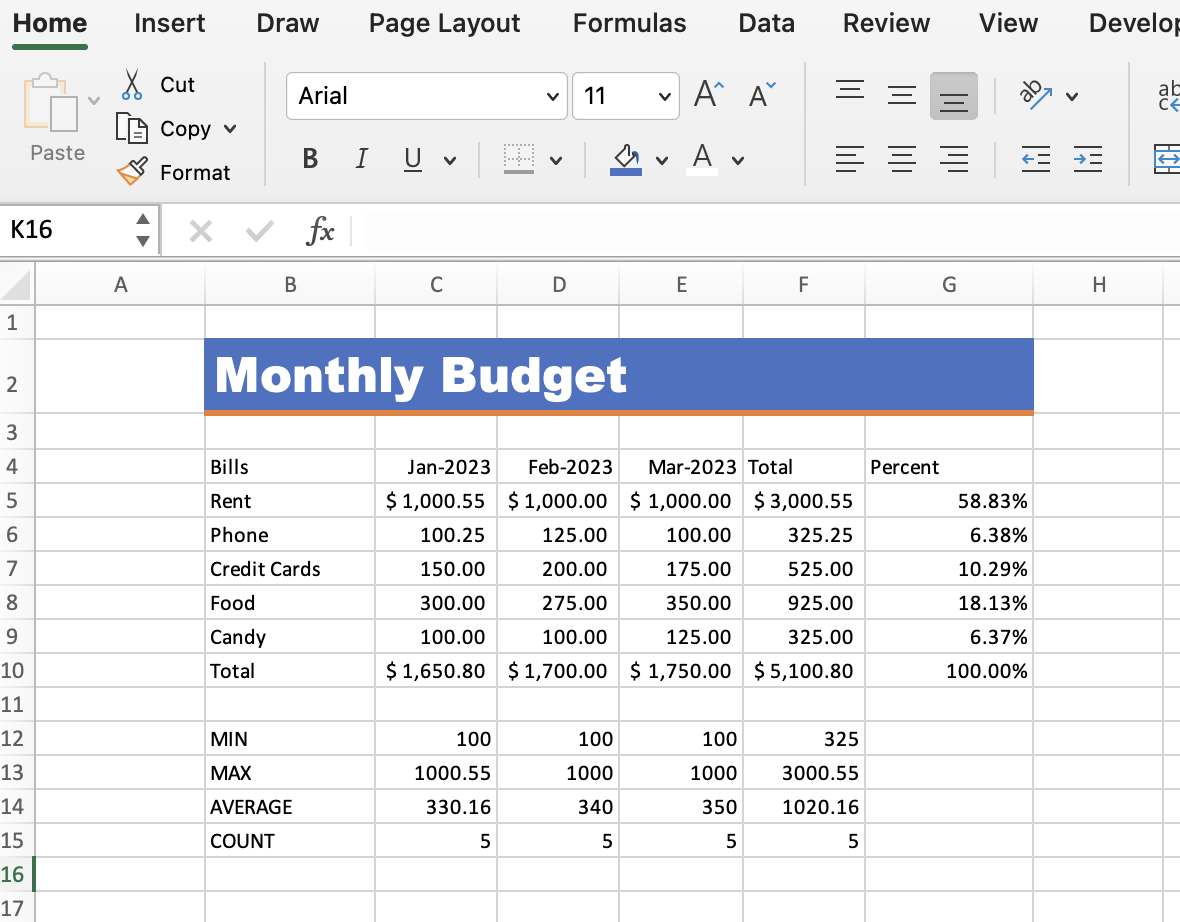 Home Insert Draw Page Layout Formulas Data Review View
Cut
Copy
Format
Paste
Arial 11
B I U A
K16 fx
A B C D E F G H
1
2 Monthly Budget
3
4 Bills Jan-2023 Feb-2023 Mar-2023 Total Percent
5 Rent $ 1,000.55 $ 1,000.00 $ 1,000.00 $ 3,000.55 58.83%
6 Phone 100.25 125.00 100.00 325.25 6.38%
7 Credit Cards 150.00 200.00 175.00 525.00 10.29%
8 Food 300.00 275.00 350.00 925.00 18.13%
9 Candy 100.00 100.00 125.00 325.00 6.37%
10 Total $ 1,650.80 $ 1,700.00 $ 1,750.00 $ 5,100.80 100.00%
11
12 MIN 100 100 100 325
13 MAX 1000.55 1000 1000 3000.55
14 AVERAGE 330.16 340 350 1020.16
15 COUNT 5 5 5 5
16
17